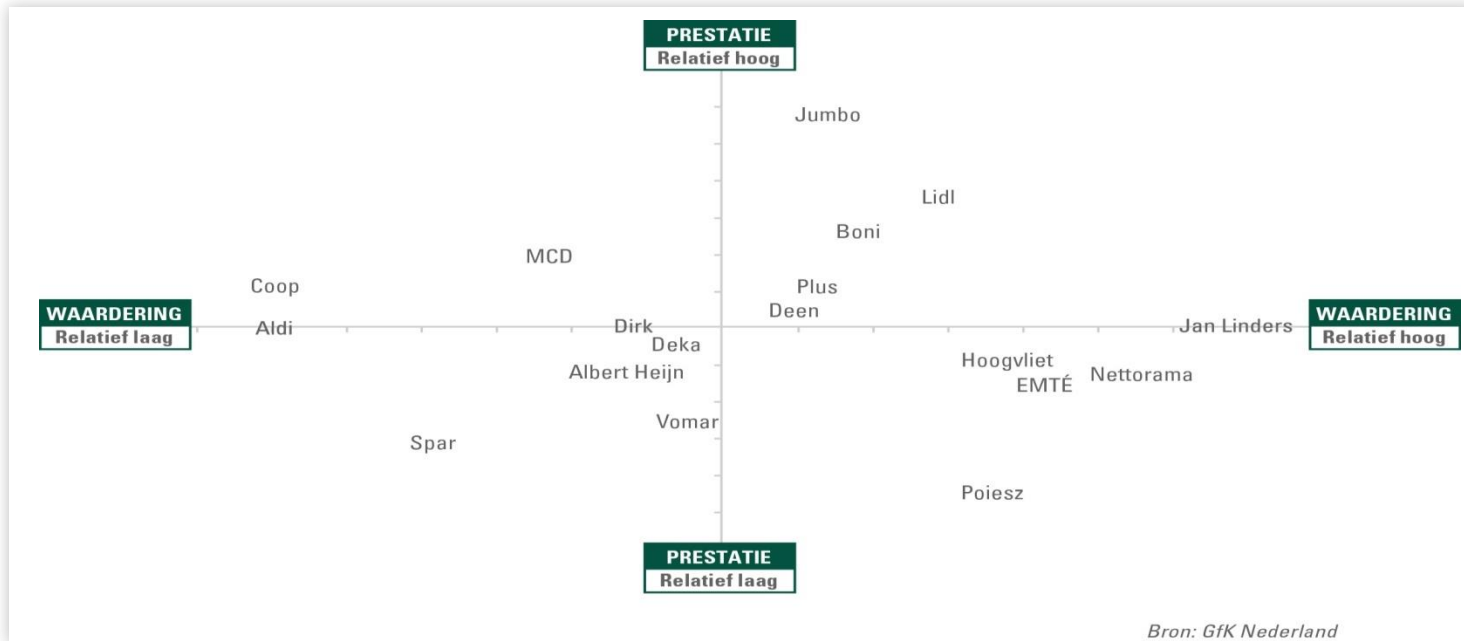 PRESTATIE
Relatief hoog
Jumbo
Lidl
Boni
MCD
Coop
Plus
Deen
WAARDERING
Relatief laag
Aldi
Dirk
Jan Linders
WAARDERING
Relatief hoog
Deka
Hoogvliet
Albert Heijn
Nettorama
EMTÉ
Vomar
Spar
Poiesz
PRESTATIE
Relatief laag
Bron: GfK Nederland